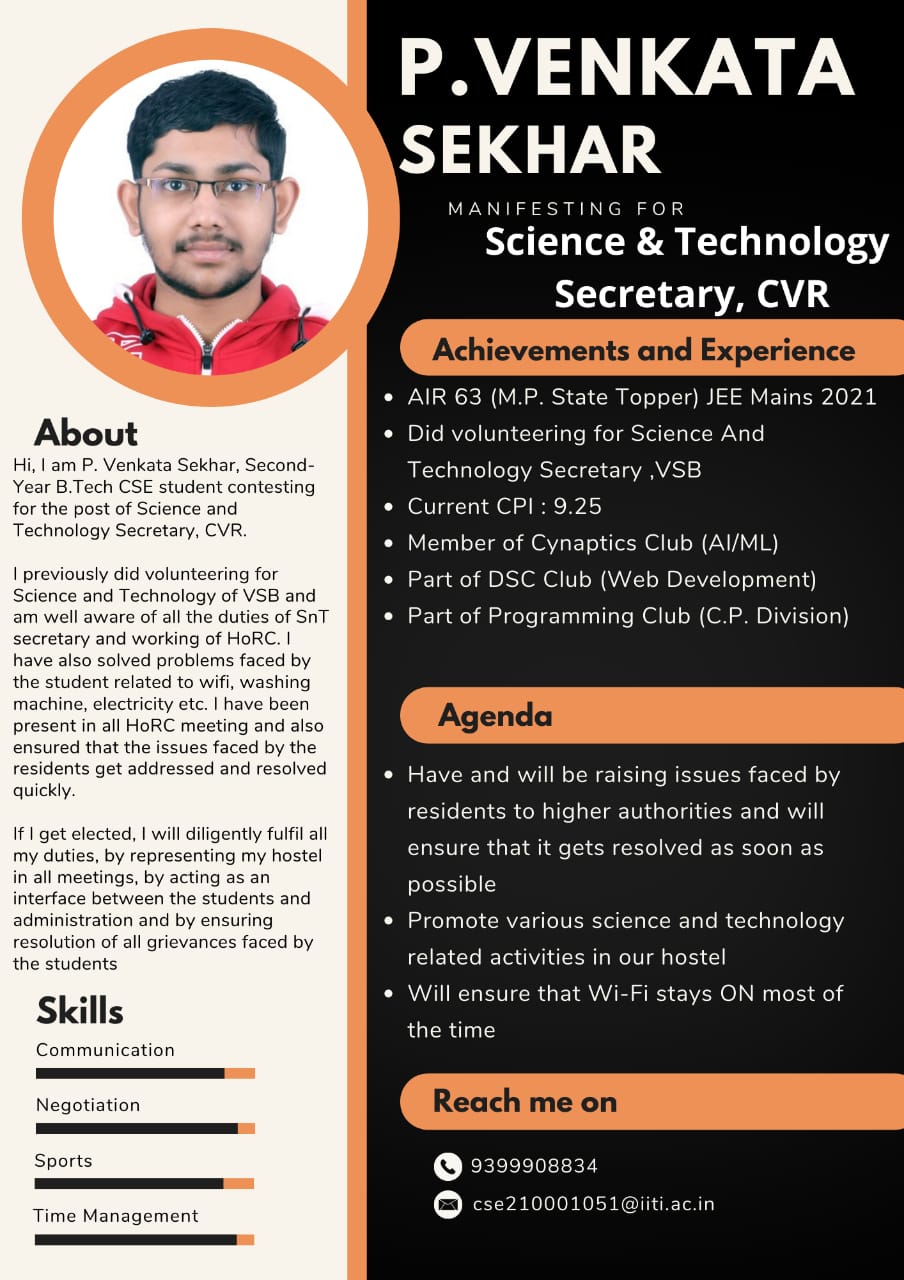 P.VENKATA
SEKHAR
MANIFESTING FOR
Science & Technology
Secretary, CVR
Achievements and Experience
• AIR 63 (M.P. State Topper) JEE Mains 2021
• Did volunteering for Science And
Technology Secretary ,VSB
• Current CPI : 9.25
• Member of Cynaptics Club (AI/ML)
• Part of DSC Club (Web Development)
• Part of Programming Club (C.P. Division)
About
Hi, I am P. Venkata Sekhar, Second-
Year B.Tech CSE student contesting
for the post of Science and
Technology Secretary, CVR.
I previously did volunteering for
Science and Technology of VSB and
am well aware of all the duties of SnT
secretary and working of HoRC. I
have also solved problems faced by
the student related to wifi, washing
machine, electricity etc. I have been
present in all HoRC meeting and also
ensured that the issues faced by the
residents get addressed and resolved
quickly.
If I get elected, I will diligently fulfil all
my duties, by representing my hostel
in all meetings, by acting as an
interface between the students and
administration and by ensuring
resolution of all grievances faced by
the students
Skills
Communication
Negotiation
Sports
Time Management
Agenda
• Have and will be raising issues faced by
residents to higher authorities and will
ensure that it gets resolved as soon as
possible
• Promote various science and technology
related activities in our hostel
• Will ensure that Wi-Fi stays ON most of
the time
Reach me on
9399908834
cse210001051@iiti.ac.in